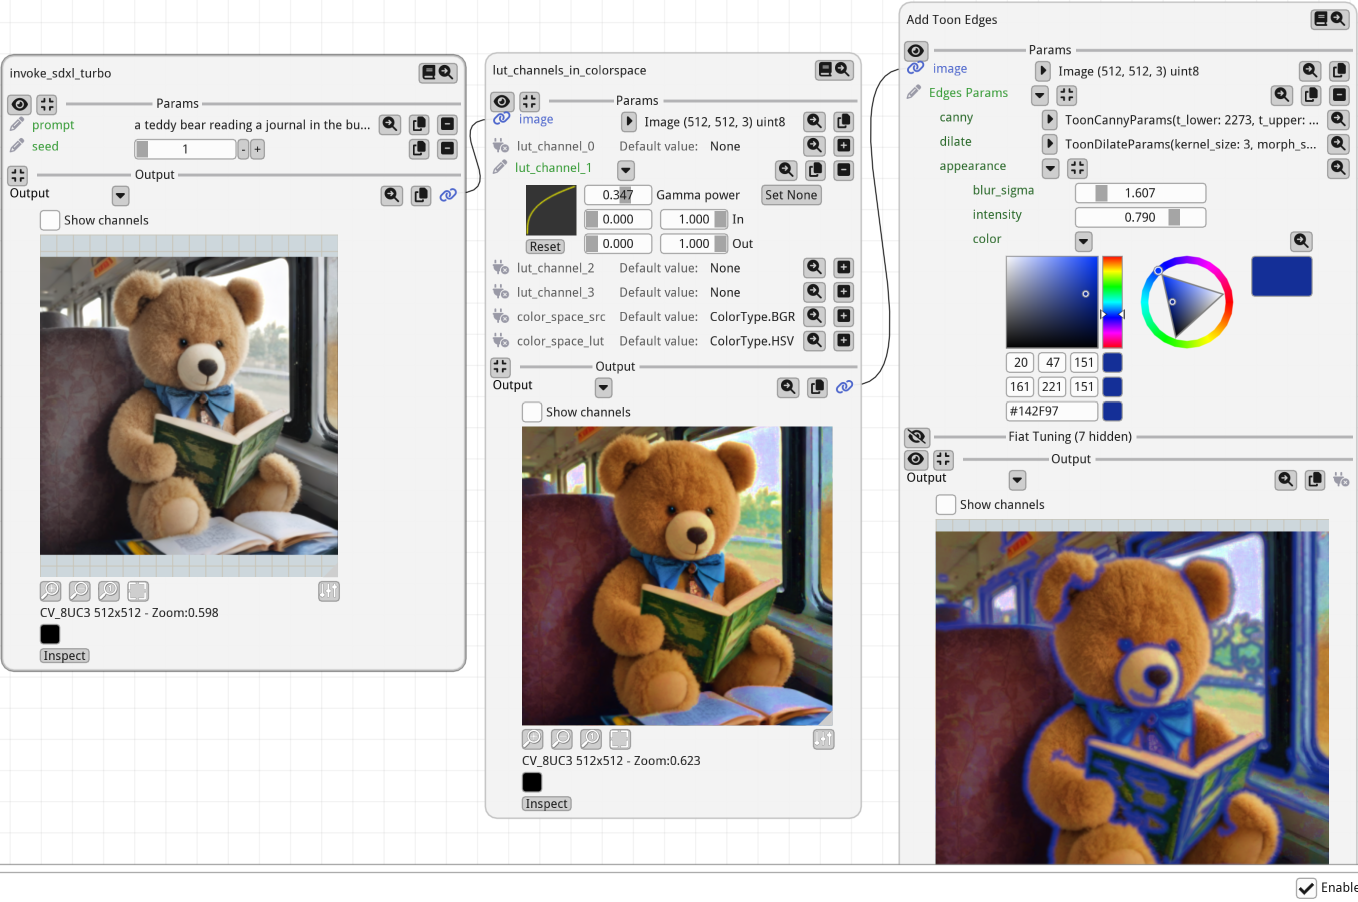 invoke_sdxl_turbo
Params
prompt a teddy bear reading a journal in the bu...
seed 1 - +
Output
Output
Show channels
CV_8UC3 512x512 - Zoom:0.598
Inspect
lut_channels_in_colorspace
Params
image Image (512, 512, 3) uint8
lut_channel_0 Default value: None
lut_channel_1
0.347 Gamma power Set None
0.000 1.000 In
Reset 0.000 1.000 Out
lut_channel_2 Default value: None
lut_channel_3 Default value: None
color_space_src Default value: ColorType.BGR
color_space_lut Default value: ColorType.HSV
Output
Output
Show channels
CV_8UC3 512x512 - Zoom:0.623
Inspect
Add Toon Edges
Params
image Image (512, 512, 3) uint8
Edges Params
canny ToonCannyParams(t_lower: 2273, t_upper: ...
dilate ToonDilateParams(kernel_size: 3, morph_s...
appearance
blur_sigma 1.607
intensity 0.790
color
20 47 151
161 221 151
#142F97
Fiat Tuning (7 hidden)
Output
Output
Show channels
Enable